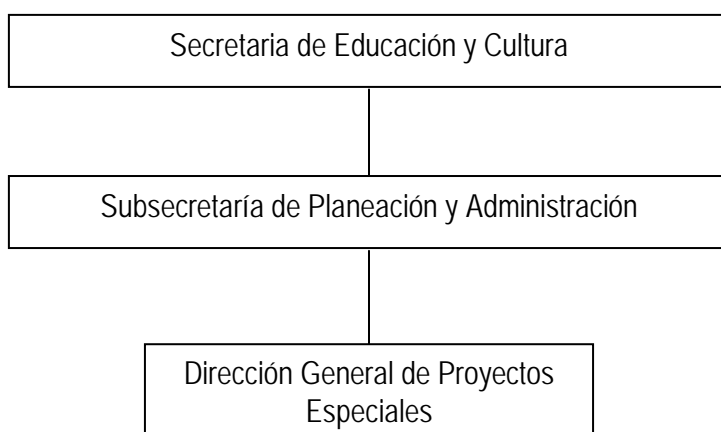 Secretaria de Educación y Cultura
Subsecretaría de Planeación y Administración
Dirección General de Proyectos
Especiales